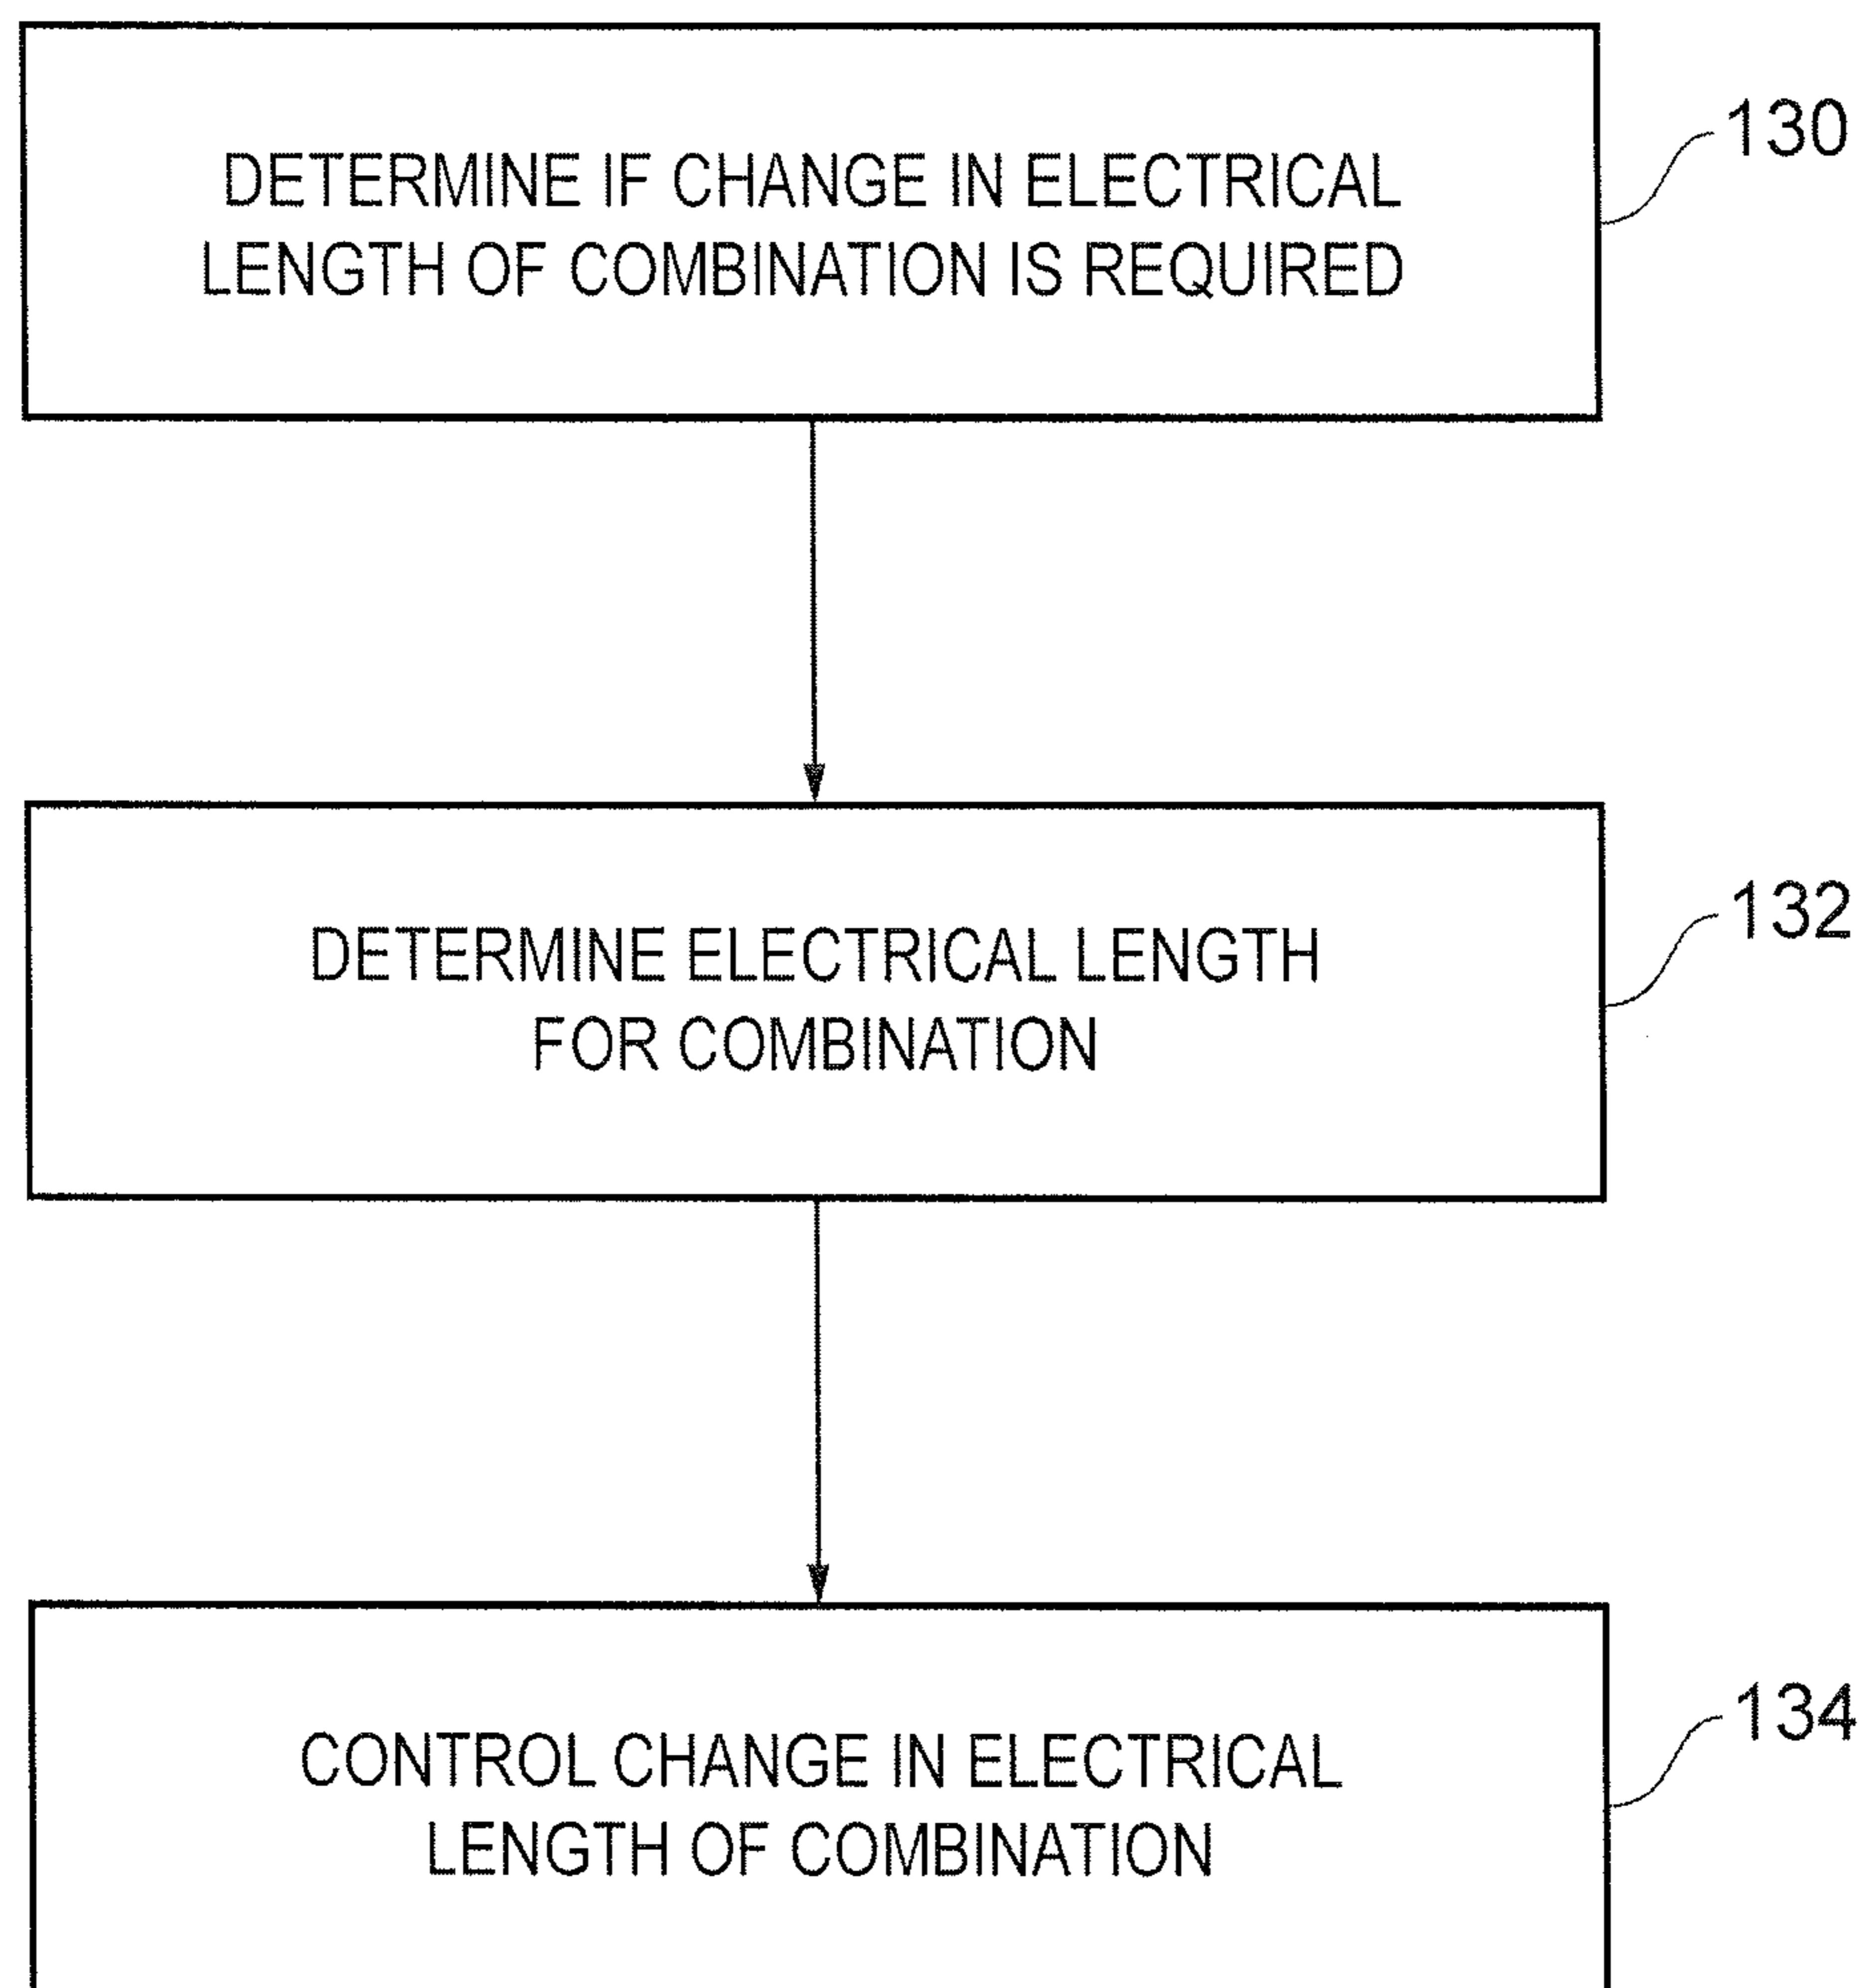 DETERMINE IF CHANGE IN ELECTRICAL
LENGTH OF COMBINATION IS REQUIRED
130
DETERMINE ELECTRICAL LENGTH
FOR COMBINATION
132
CONTROL CHANGE IN ELECTRICAL
LENGTH OF COMBINATION
134